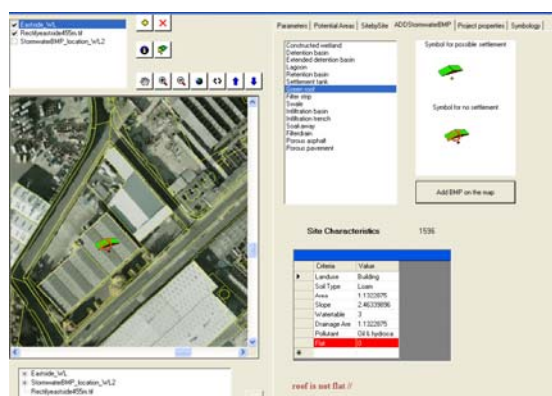 Eastside_WL
Rectifyeastside455m.tif
StormwaterBMP_location_WL2
Parameters
Potential Areas
SitebySite
ADDStormwaterBMP
Project properties
Symbology
Constructed wetland
Detention basin
Extended detention basin
Lagoon
Retention basin
Settlement tank
Green roof
Filter strip
Swale
Infiltration basin
Infiltration trench
Soakaway
Filterdrain
Porous asphalt
Porous pavement
Symbol for possible settlement
Symbol for no settlement
Add BMP on the map
Site Characteristics 1536
Criteria Value
Landuse Building
Soil Type Loam
Area 1.1322875
Slope 2.46339896
Watertable 3
Drainage Are 1.1322875
Pollutant Oil & hydroca
Flat 0
roof is not flat //
Eastside_WL
StormwaterBMP_location_WL2
Rectifyeastside455m.tif